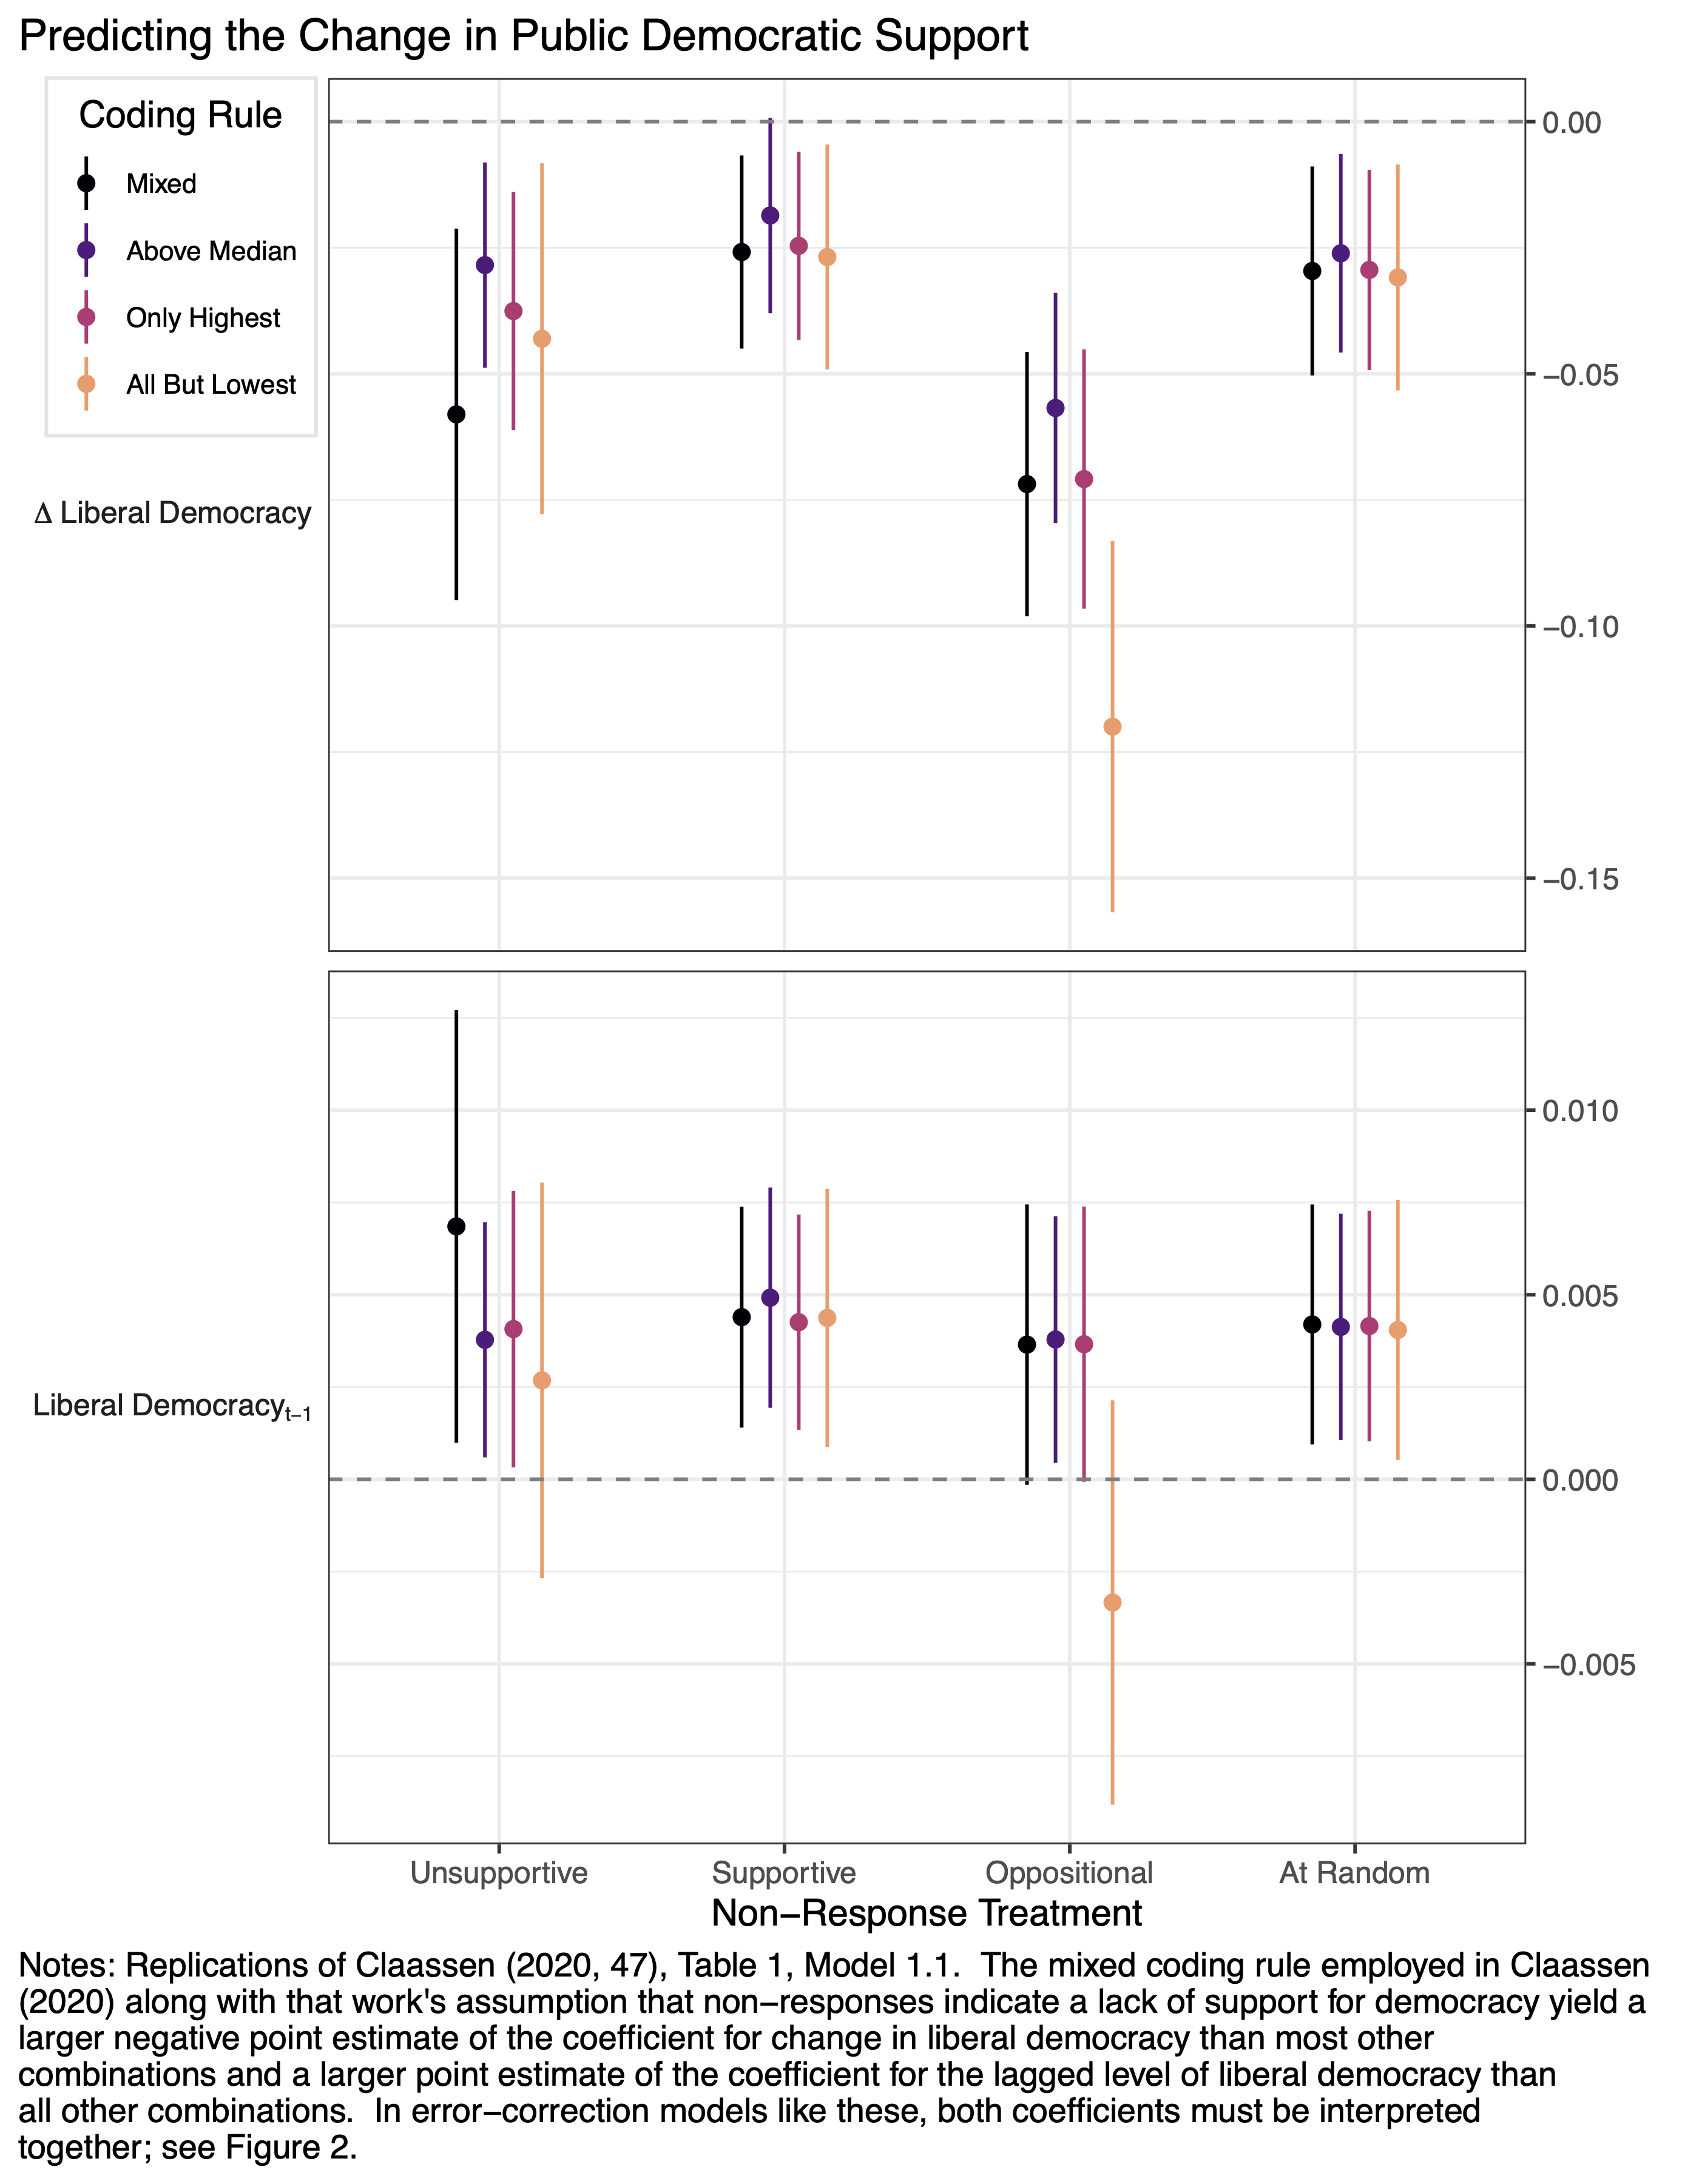 Predicting the Change in Public Democratic Support
Coding Rule
Mixed
Above Median
Only Highest
All But Lowest
Δ Liberal Democracy
0.00
−0.05
−0.10
−0.15
Liberal Democracyt−1
0.010
0.005
0.000
−0.005
Unsupportive Supportive Oppositional At Random
Non−Response Treatment
Notes: Replications of Claassen (2020, 47), Table 1, Model 1.1.  The mixed coding rule employed in Claassen
(2020) along with that work's assumption that non−responses indicate a lack of support for democracy yield a
larger negative point estimate of the coefficient for change in liberal democracy than most other
combinations and a larger point estimate of the coefficient for the lagged level of liberal democracy than
all other combinations.  In error−correction models like these, both coefficients must be interpreted
together; see Figure 2.